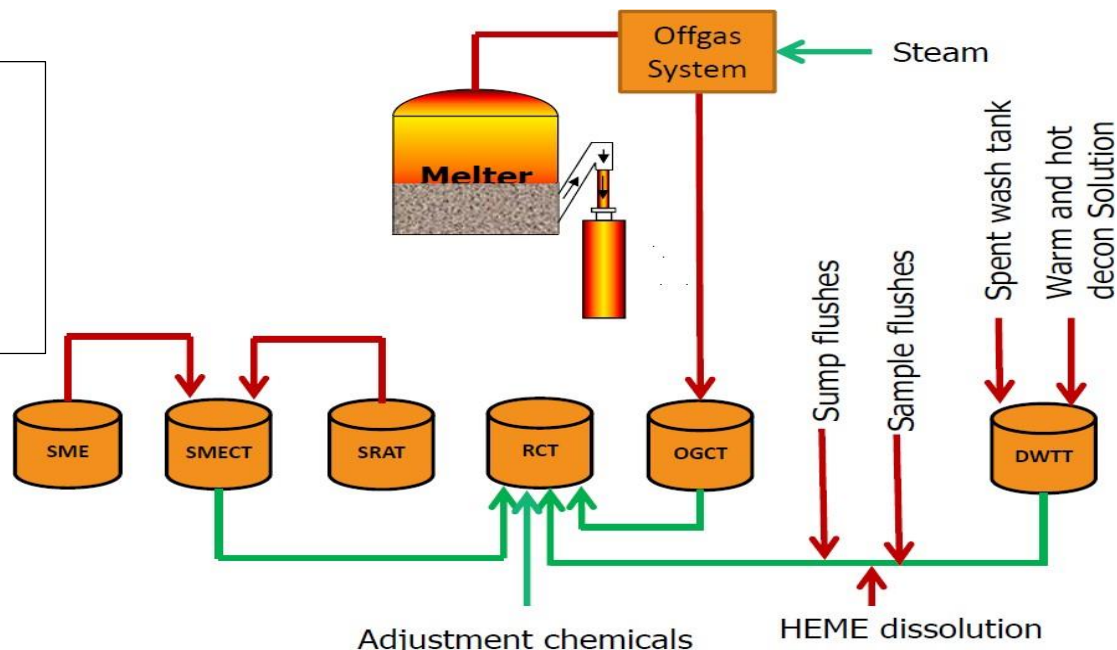 Offgas
System
Steam
Melter
Spent wash tank
Warm and hot
decon Solution
Sump flushes
Sample flushes
SME
SMECT
SRAT
RCT
OGCT
DWTT
Adjustment chemicals
HEME dissolution